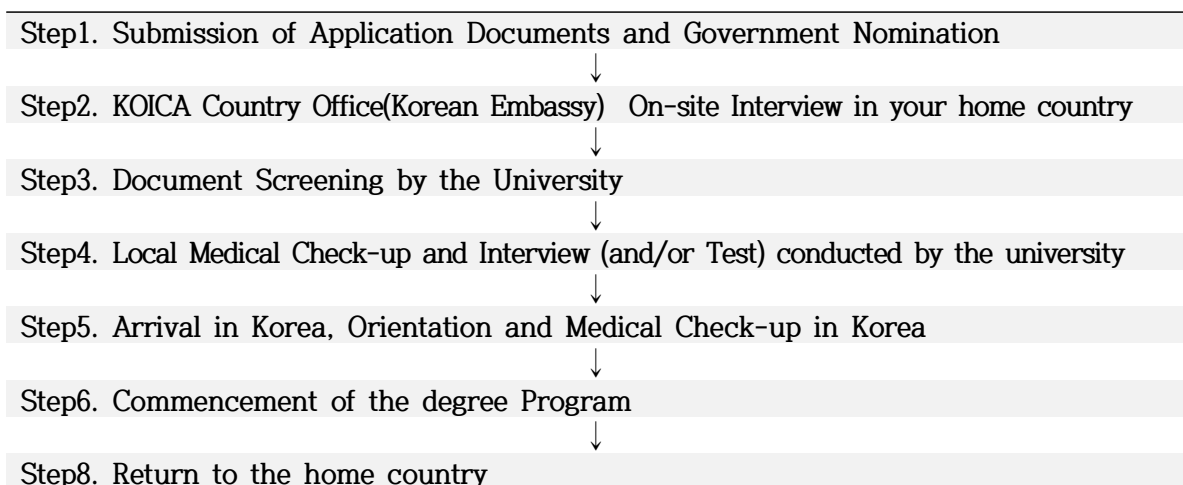 Step1. Submission of Application Documents and Government Nomination
↓
Step2. KOICA Country Office(Korean Embassy) On-site Interview in your home country
↓
Step3. Document Screening by the University
↓
Step4. Local Medical Check-up and Interview (and/or Test) conducted by the university
↓
Step5. Arrival in Korea, Orientation and Medical Check-up in Korea
↓
Step6. Commencement of the degree Program
↓
Step8. Return to the home country